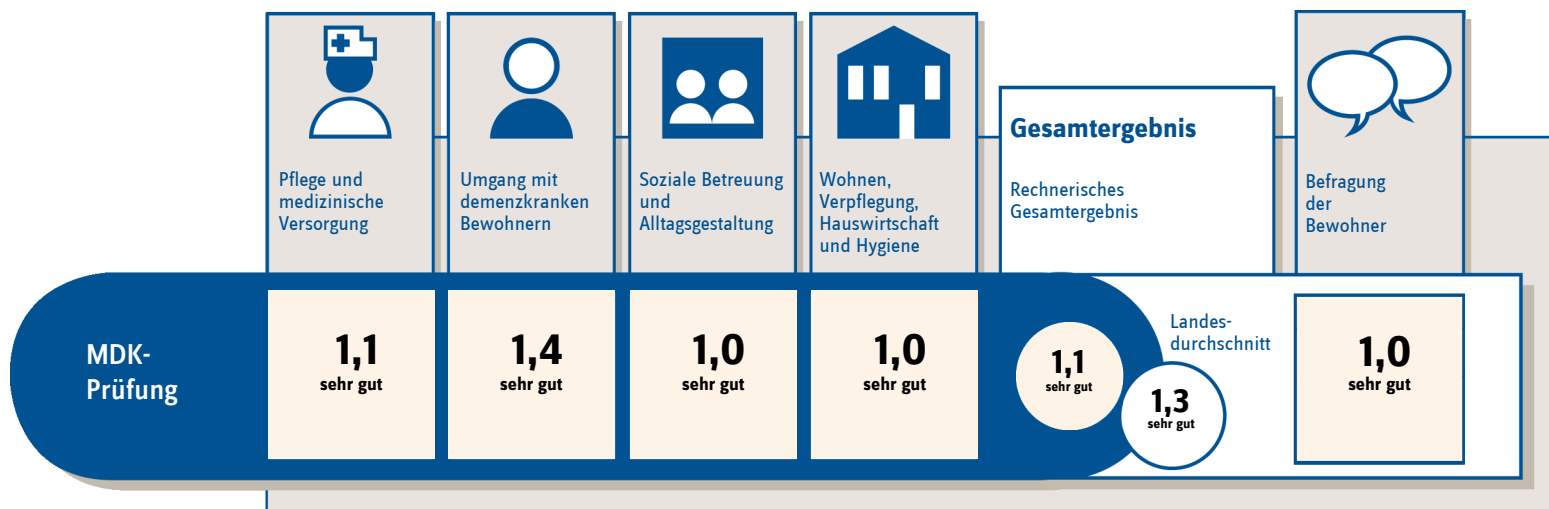 Pflege und
medizinische
Versorgung
Umgang mit
demenzkranken
Bewohnern
Soziale Betreuung
und
Alltagsgestaltung
Wohnen,
Verpflegung,
Hauswirtschaft
und Hygiene
Gesamtergebnis
Rechnerisches
Gesamtergebnis
Befragung
der
Bewohner
MDK-
Prüfung
1,1
sehr gut
1,4
sehr gut
1,0
sehr gut
1,0
sehr gut
1,1
sehr gut
Landes-
durchschnitt
1,3
sehr gut
1,0
sehr gut